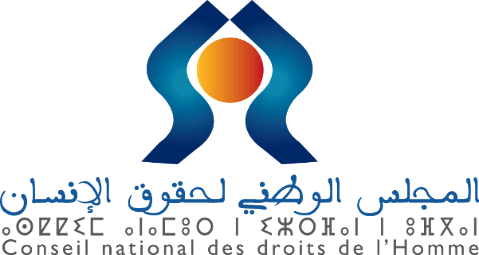 المجلس الوطني لحقوق الإنسان
ⴰⵙⵇⵇⵉⵎ ⴰⵏⴰⵎⵓⵔ ⵏ ⵉⵣⵔⴼⴰⵏ ⵏ ⵓⴼⴳⴰⵏ
Conseil national des droits de l'Homme